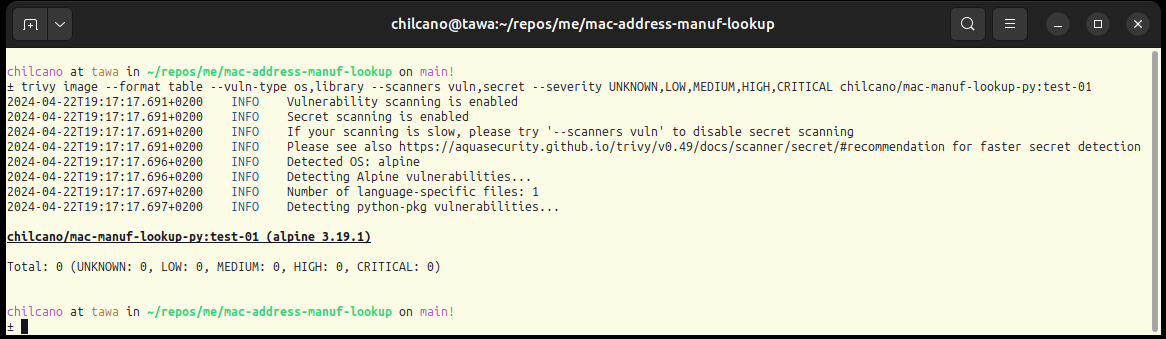 chilcano@tawa:~/repos/me/mac-address-manuf-lookup
chilcano at tawa in ~/repos/me/mac-address-manuf-lookup on main!
± trivy image --format table --vuln-type os,library --scanners vuln,secret --severity UNKNOWN,LOW,MEDIUM,HIGH,CRITICAL chilcano/mac-manuf-lookup-py:test-01
2024-04-22T19:17:17.691+0200 INFO Vulnerability scanning is enabled
2024-04-22T19:17:17.691+0200 INFO Secret scanning is enabled
2024-04-22T19:17:17.691+0200 INFO If your scanning is slow, please try '--scanners vuln' to disable secret scanning
2024-04-22T19:17:17.691+0200 INFO Please see also https://aquasecurity.github.io/trivy/v0.49/docs/scanner/secret/#recommendation for faster secret detection
2024-04-22T19:17:17.696+0200 INFO Detected OS: alpine
2024-04-22T19:17:17.696+0200 INFO Detecting Alpine vulnerabilities...
2024-04-22T19:17:17.697+0200 INFO Number of language-specific files: 1
2024-04-22T19:17:17.697+0200 INFO Detecting python-pkg vulnerabilities...
chilcano/mac-manuf-lookup-py:test-01 (alpine 3.19.1)
Total: 0 (UNKNOWN: 0, LOW: 0, MEDIUM: 0, HIGH: 0, CRITICAL: 0)
chilcano at tawa in ~/repos/me/mac-address-manuf-lookup on main!
±